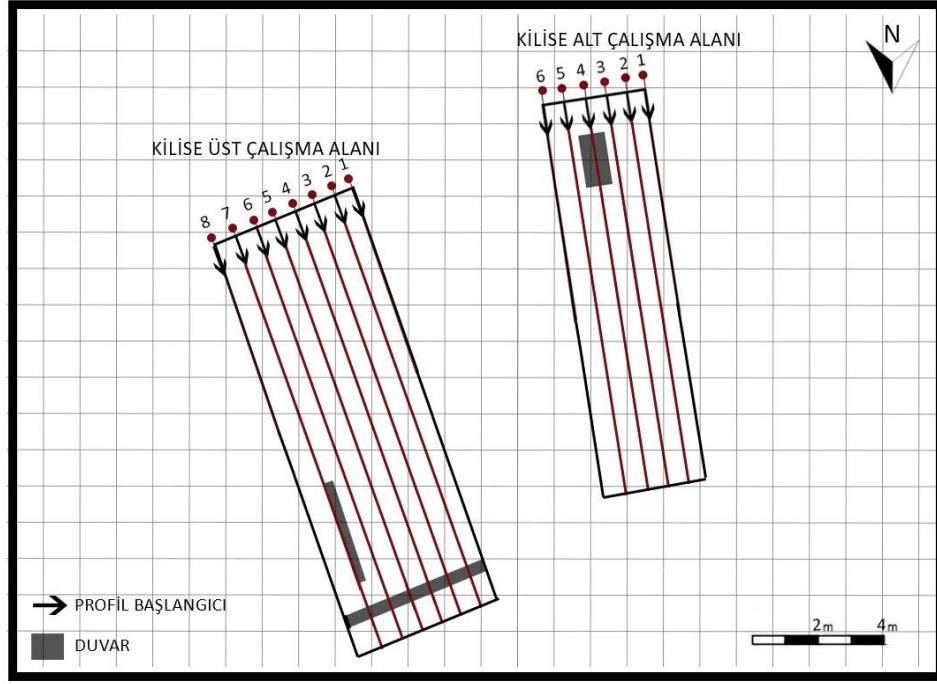 KİLİSE ALT ÇALIŞMA ALANI
N
6 5 4 3 2 1
KİLİSE ÜST ÇALIŞMA ALANI
8 7 6 5 4 3 2 1
PROFİL BAŞLANGICI
DUVAR
2m 4m